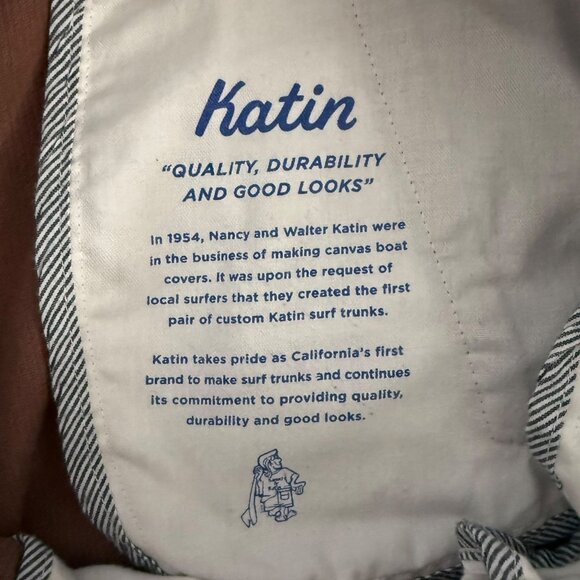 Katin
“QUALITY, DURABILITY
AND GOOD LOOKS”
In 1954, Nancy and Walter Katin were
in the business of making canvas boat
covers. It was upon the request of
local surfers that they created the first
pair of custom Katin surf trunks.
Katin takes pride as California’s first
brand to make surf trunks and continues
its commitment to providing quality,
durability and good looks.